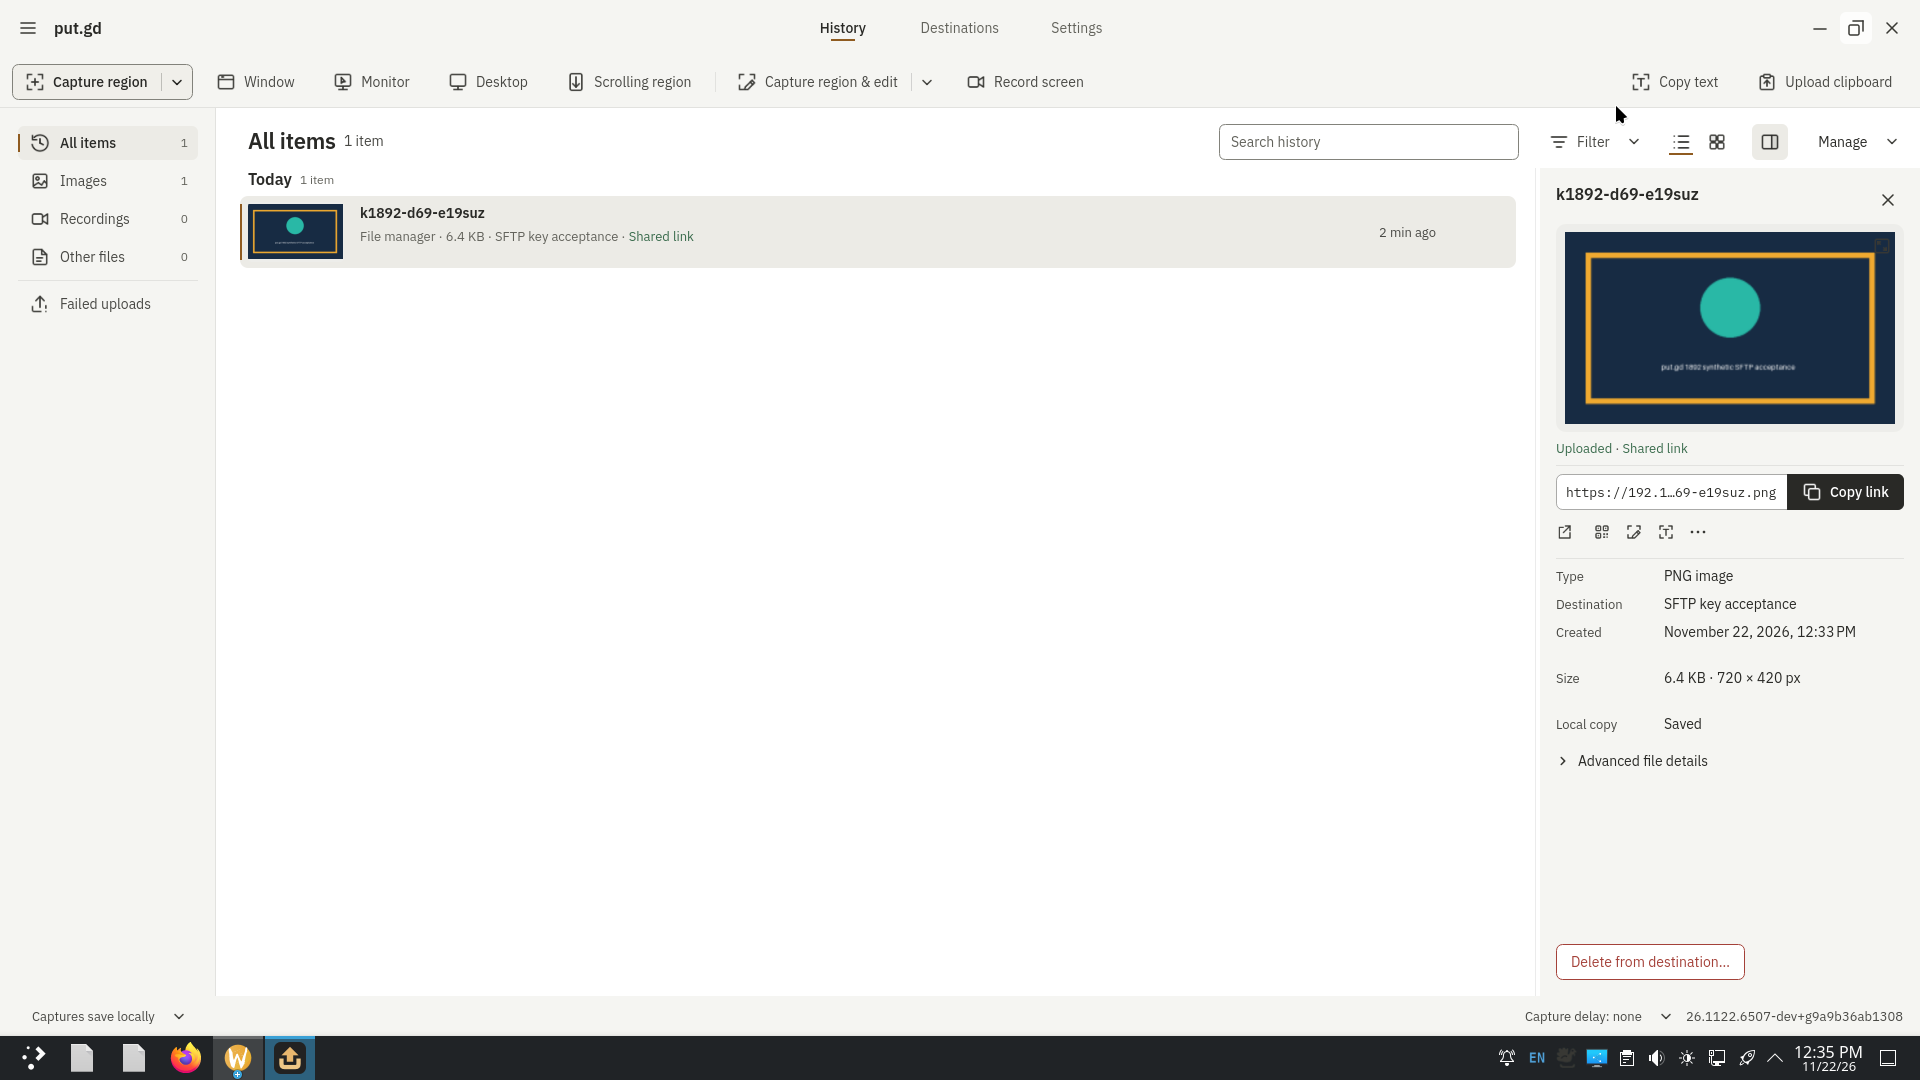 put.gd
History
Destinations
Settings
Capture region
Window
Monitor
Desktop
Scrolling region
Capture region & edit
Record screen
Copy text
Upload clipboard
All items 1
Images 1
Recordings 0
Other files 0
Failed uploads
All items 1 item
Search history
Filter
Manage
Today 1 item
k1892-d69-e19suz
File manager · 6.4 KB · SFTP key acceptance · Shared link
2 min ago
k1892-d69-e19suz
put.gd 1892 synthetic SFTP acceptance
Uploaded · Shared link
https://192.1…69-e19suz.png
Copy link
Type PNG image
Destination SFTP key acceptance
Created November 22, 2026, 12:33 PM
Size 6.4 KB · 720 × 420 px
Local copy Saved
Advanced file details
Delete from destination...
Captures save locally
Capture delay: none
26.1122.6507-dev+g9a9b36ab1308
W
EN
12:35 PM
11/22/26